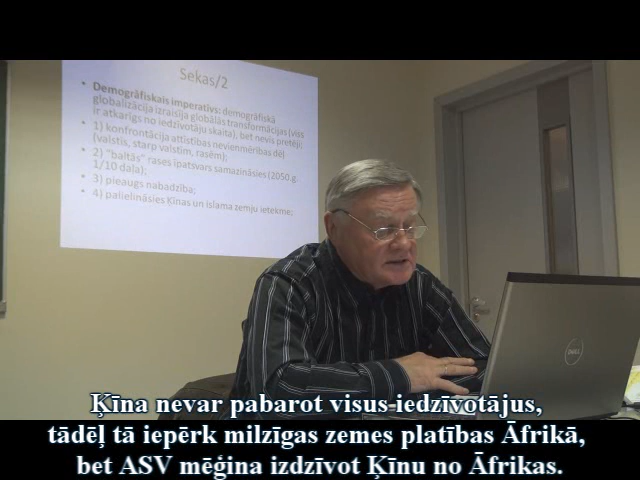 Sekas/2
• Demogrāfiskais imperatīvs: demogrāfiskā
globalizācija izraisīja globālās transformācijas (viss
ir atkarīgs no iedzīvotāju skaita), bet nevis pretēji;
• 1) konfrontācija attīstības nevienmērības dēļ
(valstis, starp valstīm, rasēm);
• 2) "baltās" rases īpatsvars samazināsies (2050.g.
1/10 daļa);
• 3) pieaugs nabadzība;
• 4) palielināsies Ķīnas un islama zemju ietekme;
DELL
Ķīna nevar pabarot visus iedzīvotājus,
tādēļ tā iepērk milzīgas zemes platības Āfrikā,
bet ASV mēģina izdzīvot Ķīnu no Āfrikas.